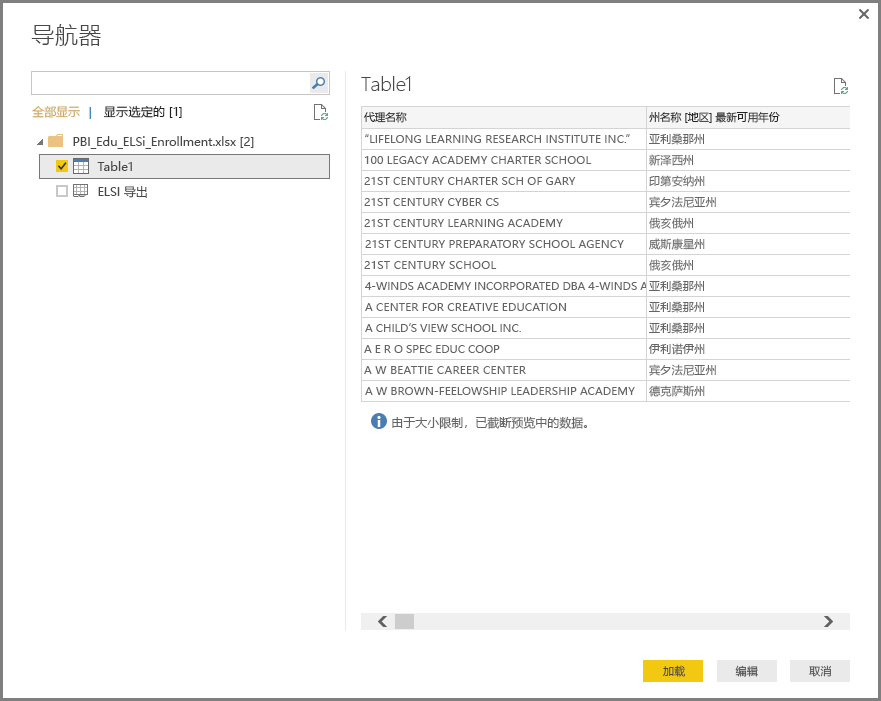 导航器
全部显示 | 显示选定的 [1]
PBI_Edu_ELSi_Enrollment.xlsx [2]
Table1
ELSI 导出
Table1
代理名称 州名称 [地区] 最新可用年份
“LIFELONG LEARNING RESEARCH INSTITUTE INC.” 亚利桑那州
100 LEGACY ACADEMY CHARTER SCHOOL 新泽西州
21ST CENTURY CHARTER SCH OF GARY 印第安纳州
21ST CENTURY CYBER CS 宾夕法尼亚州
21ST CENTURY LEARNING ACADEMY 俄亥俄州
21ST CENTURY PREPARATORY SCHOOL AGENCY 威斯康星州
21ST CENTURY SCHOOL 俄亥俄州
4-WINDS ACADEMY INCORPORATED DBA 4-WINDS A 亚利桑那州
A CENTER FOR CREATIVE EDUCATION 亚利桑那州
A CHILD’S VIEW SCHOOL INC. 亚利桑那州
A E R O SPEC EDUC COOP 伊利诺伊州
A W BEATTIE CAREER CENTER 宾夕法尼亚州
A W BROWN-FEELOWSHIP LEADERSHIP ACADEMY 德克萨斯州
由于大小限制，已截断预览中的数据。
加载 编辑 取消